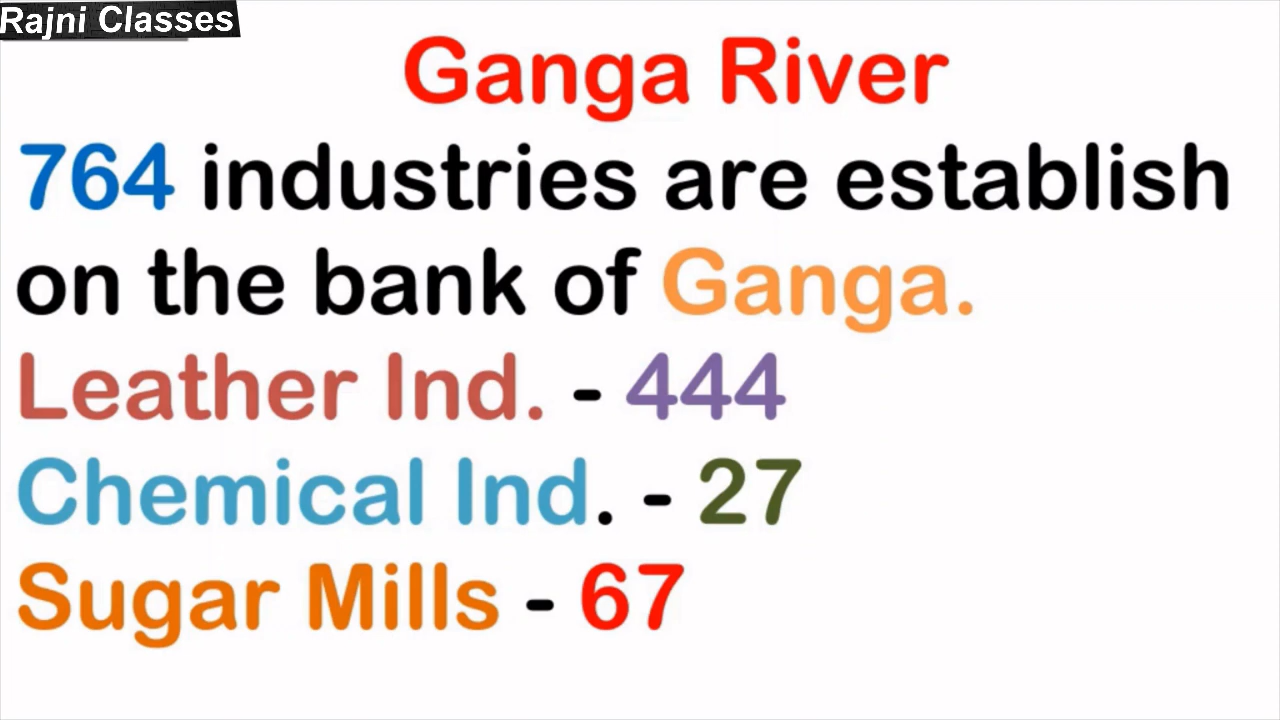 Rajni Classes
Ganga River
764 industries are establish
on the bank of Ganga.
Leather Ind. - 444
Chemical Ind. - 27
Sugar Mills - 67